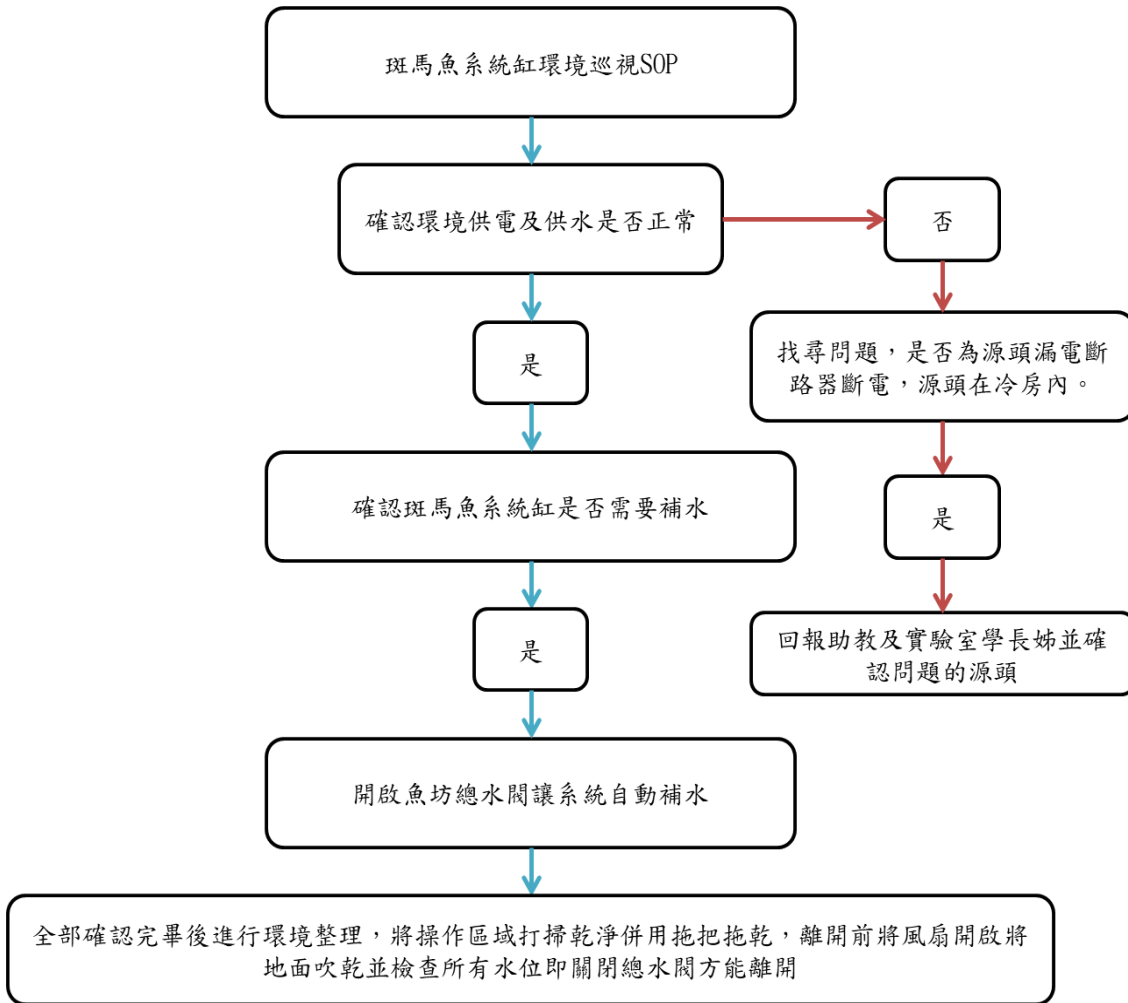 斑馬魚系統缸環境巡視SOP
確認環境供電及供水是否正常
否
是
找尋問題，是否為源頭漏電斷
路器斷電，源頭在冷房內。
確認斑馬魚系統缸是否需要補水
是
是
回報助教及實驗室學長姊並確
認問題的源頭
開啟魚坊總水閥讓系統自動補水
全部確認完畢後進行環境整理，將操作區域打掃乾淨併用拖把拖乾，離開前將風扇開啟將
地面吹乾並檢查所有水位即關閉總水閥方能離開